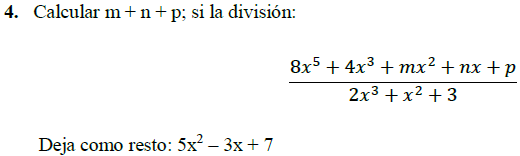 4. Calcular m + n + p; si la división:
8x⁵ + 4x³ + mx² + nx + p
2x³ + x² + 3
Deja como resto: 5x² – 3x + 7